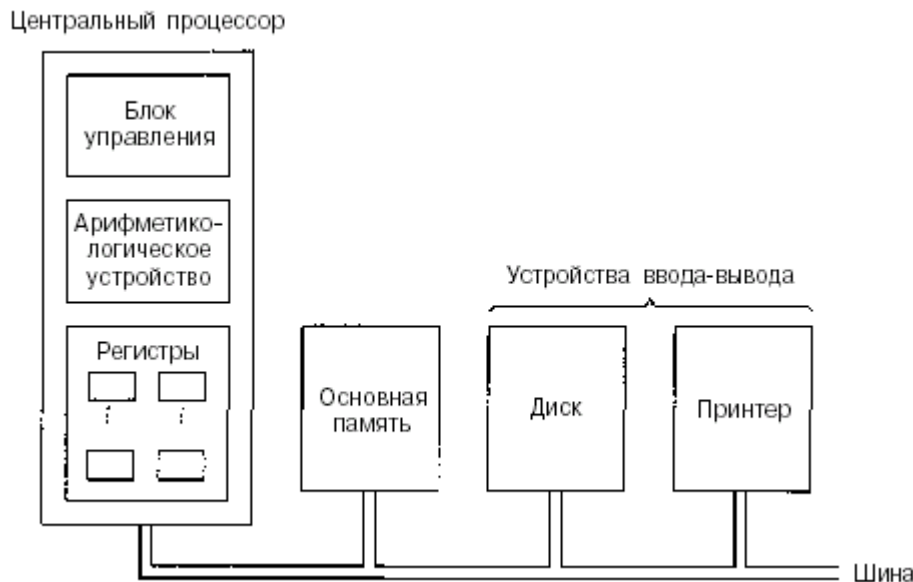 Центральный процессор
Блок
управления
Арифметико-
логическое
устройство
Регистры
Устройства ввода-вывода
Основная
память
Диск
Принтер
Шина